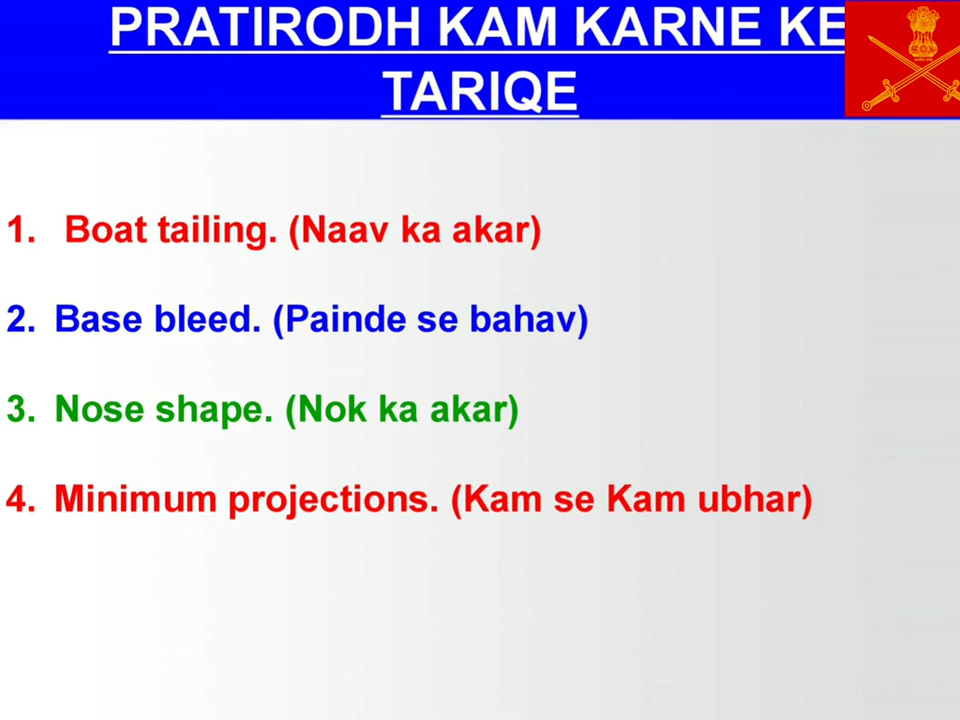 PRATIRODH KAM KARNE KE
TARIQE
1. Boat tailing. (Naav ka akar)
2. Base bleed. (Painde se bahav)
3. Nose shape. (Nok ka akar)
4. Minimum projections. (Kam se Kam ubhar)